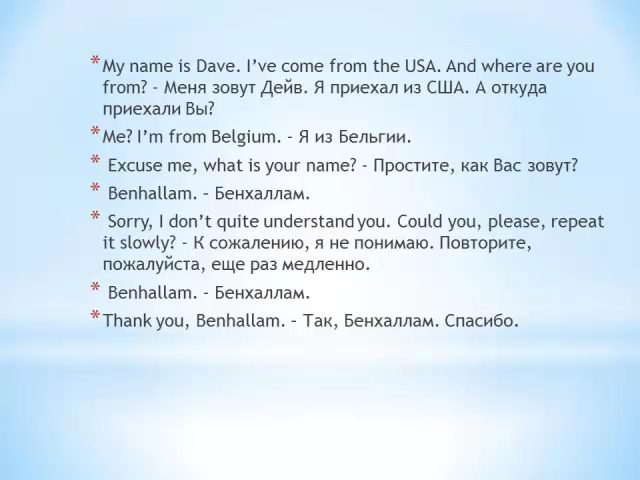 * My name is Dave. I’ve come from the USA. And where are you
from? - Меня зовут Дейв. Я приехал из США. А откуда
приехали Вы?
* Me? I’m from Belgium. - Я из Бельгии.
* Excuse me, what is your name? - Простите, как Вас зовут?
* Benhallam. – Бенхаллам.
* Sorry, I don’t quite understand you. Could you, please, repeat
it slowly? – К сожалению, я не понимаю. Повторите,
пожалуйста, еще раз медленно.
* Benhallam. - Бенхаллам.
* Thank you, Benhallam. – Так, Бенхаллам. Спасибо.